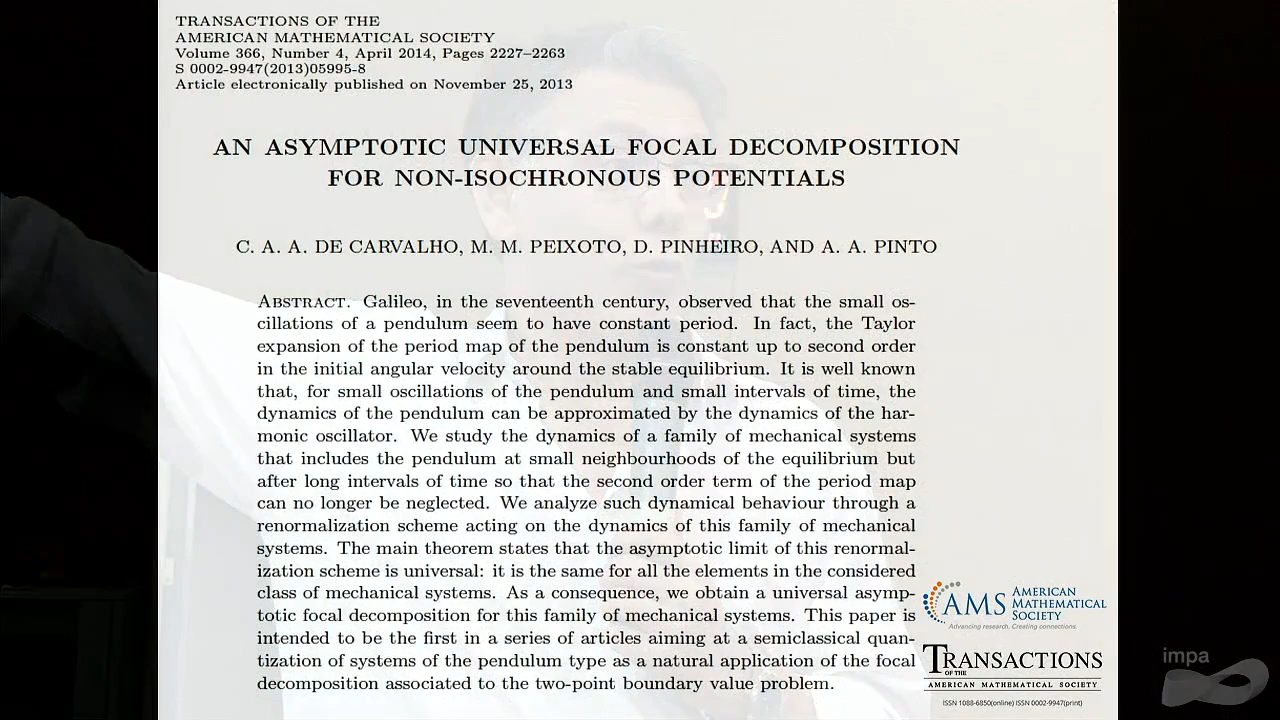 TRANSACTIONS OF THE
AMERICAN MATHEMATICAL SOCIETY
Volume 366, Number 4, April 2014, Pages 2227–2263
S 0002-9947(2013)05995-8
Article electronically published on November 25, 2013
AN ASYMPTOTIC UNIVERSAL FOCAL DECOMPOSITION
FOR NON-ISOCHRONOUS POTENTIALS
C. A. A. DE CARVALHO, M. M. PEIXOTO, D. PINHEIRO, AND A. A. PINTO
ABSTRACT. Galileo, in the seventeenth century, observed that the small os-
cillations of a pendulum seem to have constant period. In fact, the Taylor
expansion of the period map of the pendulum is constant up to second order
in the initial angular velocity around the stable equilibrium. It is well known
that, for small oscillations of the pendulum and small intervals of time, the
dynamics of the pendulum can be approximated by the dynamics of the har-
monic oscillator. We study the dynamics of a family of mechanical systems
that includes the pendulum at small neighbourhoods of the equilibrium but
after long intervals of time so that the second order term of the period map
can no longer be neglected. We analyze such dynamical behaviour through a
renormalization scheme acting on the dynamics of this family of mechanical
systems. The main theorem states that the asymptotic limit of this renormal-
ization scheme is universal: it is the same for all the elements in the considered
class of mechanical systems. As a consequence, we obtain a universal asymp-
totic focal decomposition for this family of mechanical systems. This paper is
intended to be the first in a series of articles aiming at a semiclassical quan-
tization of systems of the pendulum type as a natural application of the focal
decomposition associated to the two-point boundary value problem.
AMS AMERICAN
MATHEMATICAL
SOCIETY
Advancing research. Creating connections.
TRANSACTIONS
OF THE
AMERICAN MATHEMATICAL SOCIETY
ISSN 1088-6850(online) ISSN 0002-9947(print)
impa